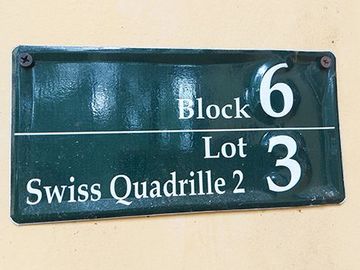 Block 6
Lot 3
Swiss Quadrille 2